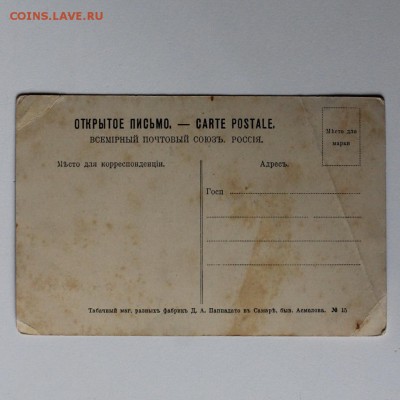 COINS.LAVE.RU
ОТКРЫТОЕ ПИСЬМО. — CARTE POSTALE.
ВСЕМІРНЫЙ ПОЧТОВЫЙ СОЮЗЪ. РОССІЯ.
Мѣсто для
марки
Мѣсто для корреспонденціи.
Адресъ.
Госп
Табачный маг. разныхъ фабрикъ Д. А. Паппадато въ Самарѣ, быв. Асмолова. № 15